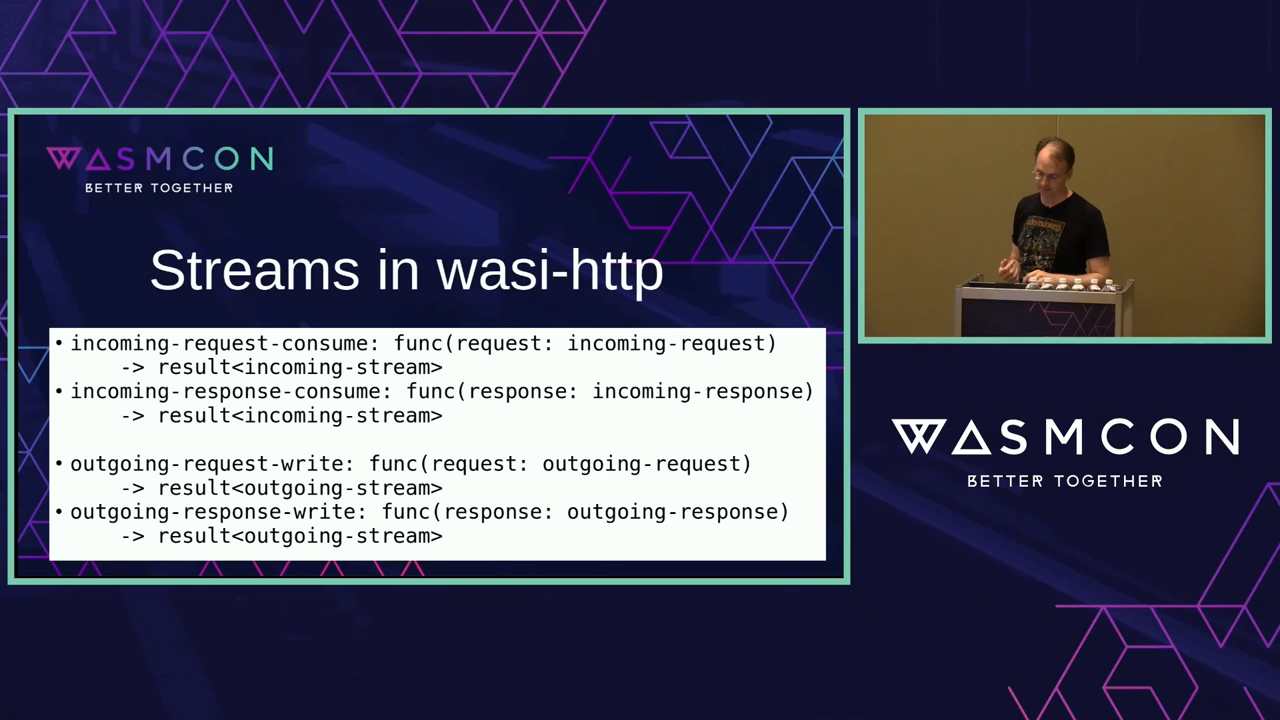 WASMCON
BETTER TOGETHER
Streams in wasi-http
• incoming-request-consume: func(request: incoming-request)
-> result<incoming-stream>
• incoming-response-consume: func(response: incoming-response)
-> result<incoming-stream>
• outgoing-request-write: func(request: outgoing-request)
-> result<outgoing-stream>
• outgoing-response-write: func(response: outgoing-response)
-> result<outgoing-stream>
WASMCON
BETTER TOGETHER